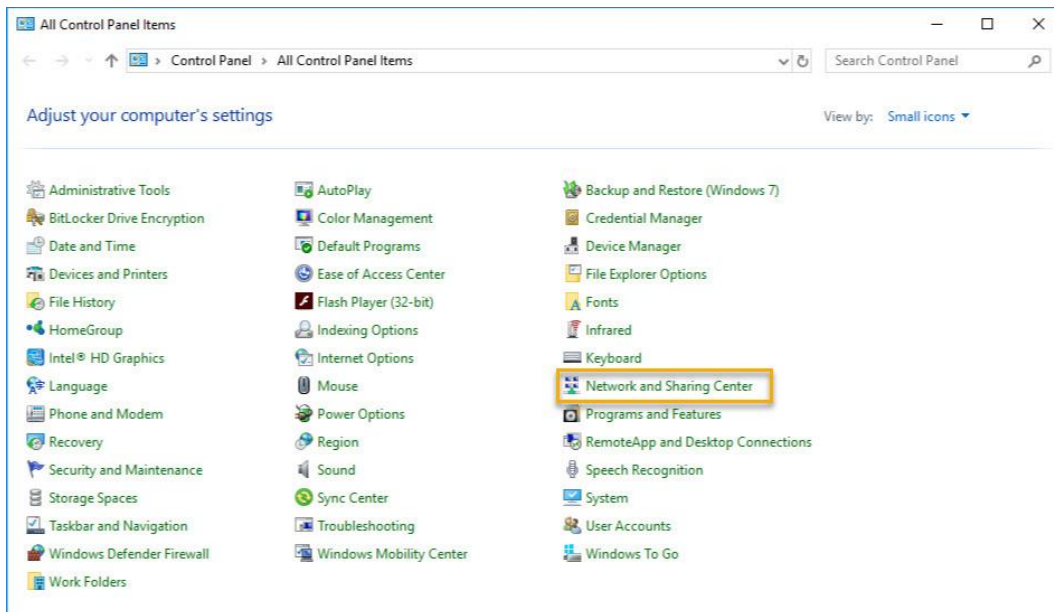 All Control Panel Items
Control Panel > All Control Panel Items
Search Control Panel
Adjust your computer's settings
View by: Small icons
Administrative Tools
AutoPlay
Backup and Restore (Windows 7)
BitLocker Drive Encryption
Color Management
Credential Manager
Date and Time
Default Programs
Device Manager
Devices and Printers
Ease of Access Center
File Explorer Options
File History
Flash Player (32-bit)
Fonts
HomeGroup
Indexing Options
Infrared
Intel® HD Graphics
Internet Options
Keyboard
Language
Mouse
Network and Sharing Center
Phone and Modem
Power Options
Programs and Features
Recovery
Region
RemoteApp and Desktop Connections
Security and Maintenance
Sound
Speech Recognition
Storage Spaces
Sync Center
System
Taskbar and Navigation
Troubleshooting
User Accounts
Windows Defender Firewall
Windows Mobility Center
Windows To Go
Work Folders